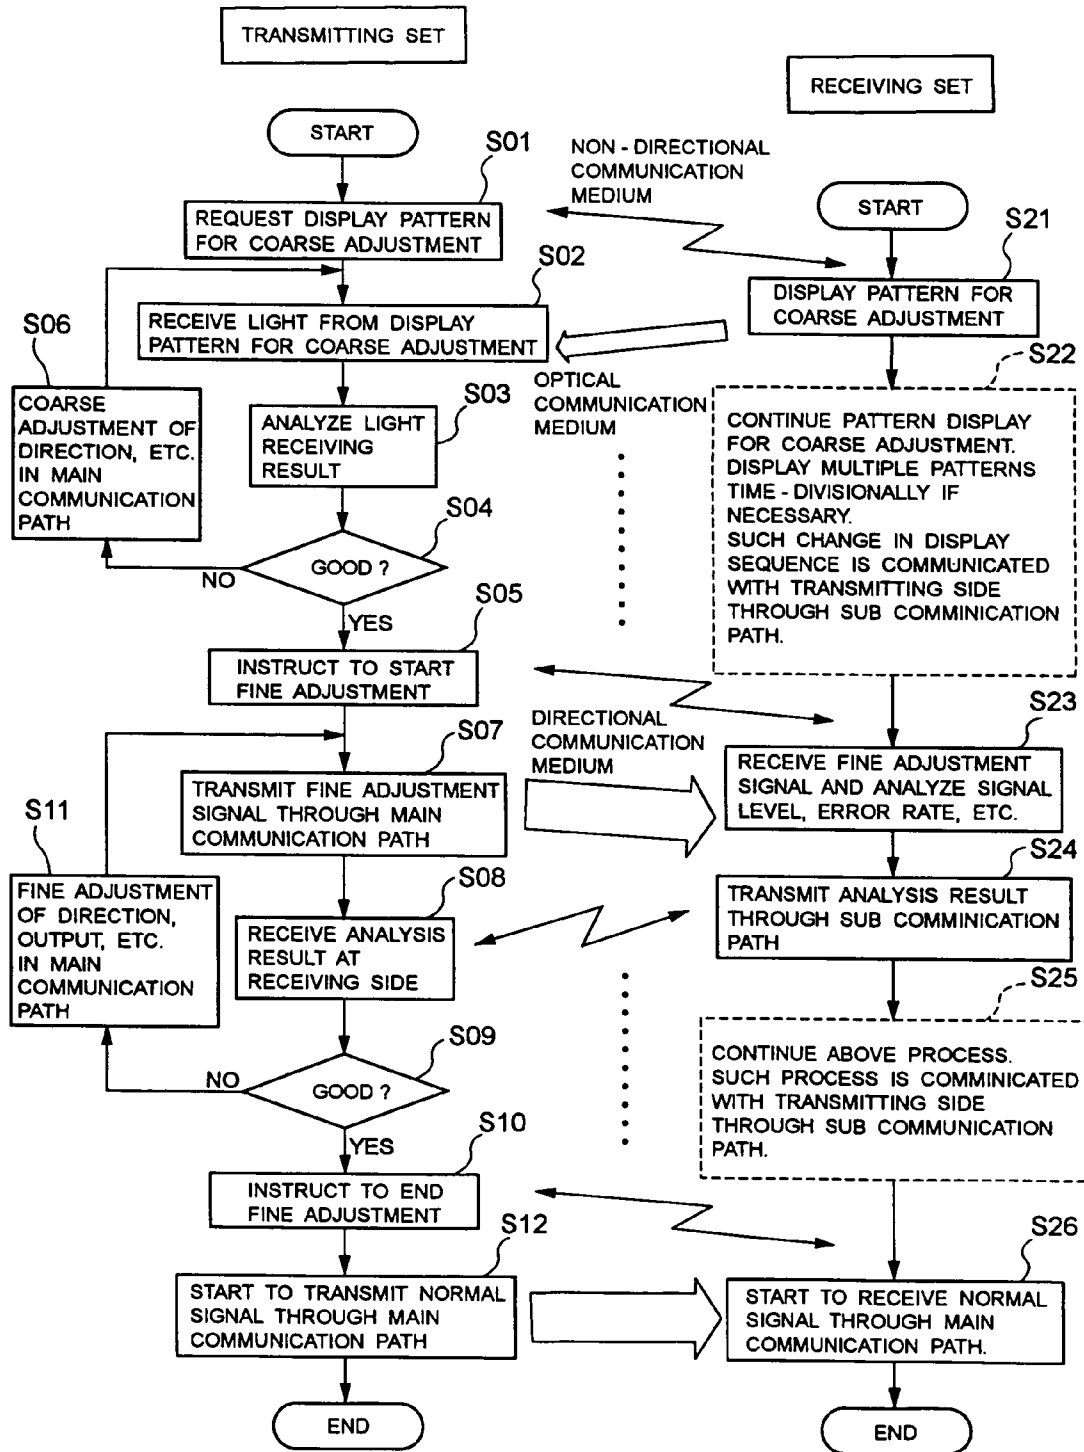 TRANSMITTING SET
RECEIVING SET
START
S01
NON - DIRECTIONAL
COMMUNICATION
MEDIUM
REQUEST DISPLAY PATTERN
FOR COARSE ADJUSTMENT
START
S21
S02
DISPLAY PATTERN FOR
COARSE ADJUSTMENT
RECEIVE LIGHT FROM DISPLAY
PATTERN FOR COARSE ADJUSTMENT
S06
COARSE
ADJUSTMENT OF
DIRECTION, ETC.
IN MAIN
COMMUNICATION
PATH
S03
OPTICAL
COMMUNICATION
MEDIUM
S22
ANALYZE LIGHT
RECEIVING
RESULT
CONTINUE PATTERN DISPLAY
FOR COARSE ADJUSTMENT.
DISPLAY MULTIPLE PATTERNS
TIME - DIVISIONALLY IF
NECESSARY.
SUCH CHANGE IN DISPLAY
SEQUENCE IS COMMUNICATED
WITH TRANSMITTING SIDE
THROUGH SUB COMMINICATION
PATH.
S04
GOOD ?
NO
YES
S05
INSTRUCT TO START
FINE ADJUSTMENT
S07
DIRECTIONAL
COMMUNICATION
MEDIUM
S23
TRANSMIT FINE ADJUSTMENT
SIGNAL THROUGH MAIN
COMMUNICATION PATH
RECEIVE FINE ADJUSTMENT
SIGNAL AND ANALYZE SIGNAL
LEVEL, ERROR RATE, ETC.
S11
FINE ADJUSTMENT
OF DIRECTION,
OUTPUT, ETC.
IN MAIN
COMMUNICATION
PATH
S08
S24
RECEIVE ANALYSIS
RESULT AT
RECEIVING SIDE
TRANSMIT ANALYSIS RESULT
THROUGH SUB COMMINICATION
PATH
S25
S09
GOOD ?
NO
YES
CONTINUE ABOVE PROCESS.
SUCH PROCESS IS COMMINICATED
WITH TRANSMITTING SIDE
THROUGH SUB COMMUNICATION
PATH.
S10
INSTRUCT TO END
FINE ADJUSTMENT
S12
S26
START TO TRANSMIT NORMAL
SIGNAL THROUGH MAIN
COMMUNICATION PATH
START TO RECEIVE NORMAL
SIGNAL THROUGH MAIN
COMMUNICATION PATH.
END
END